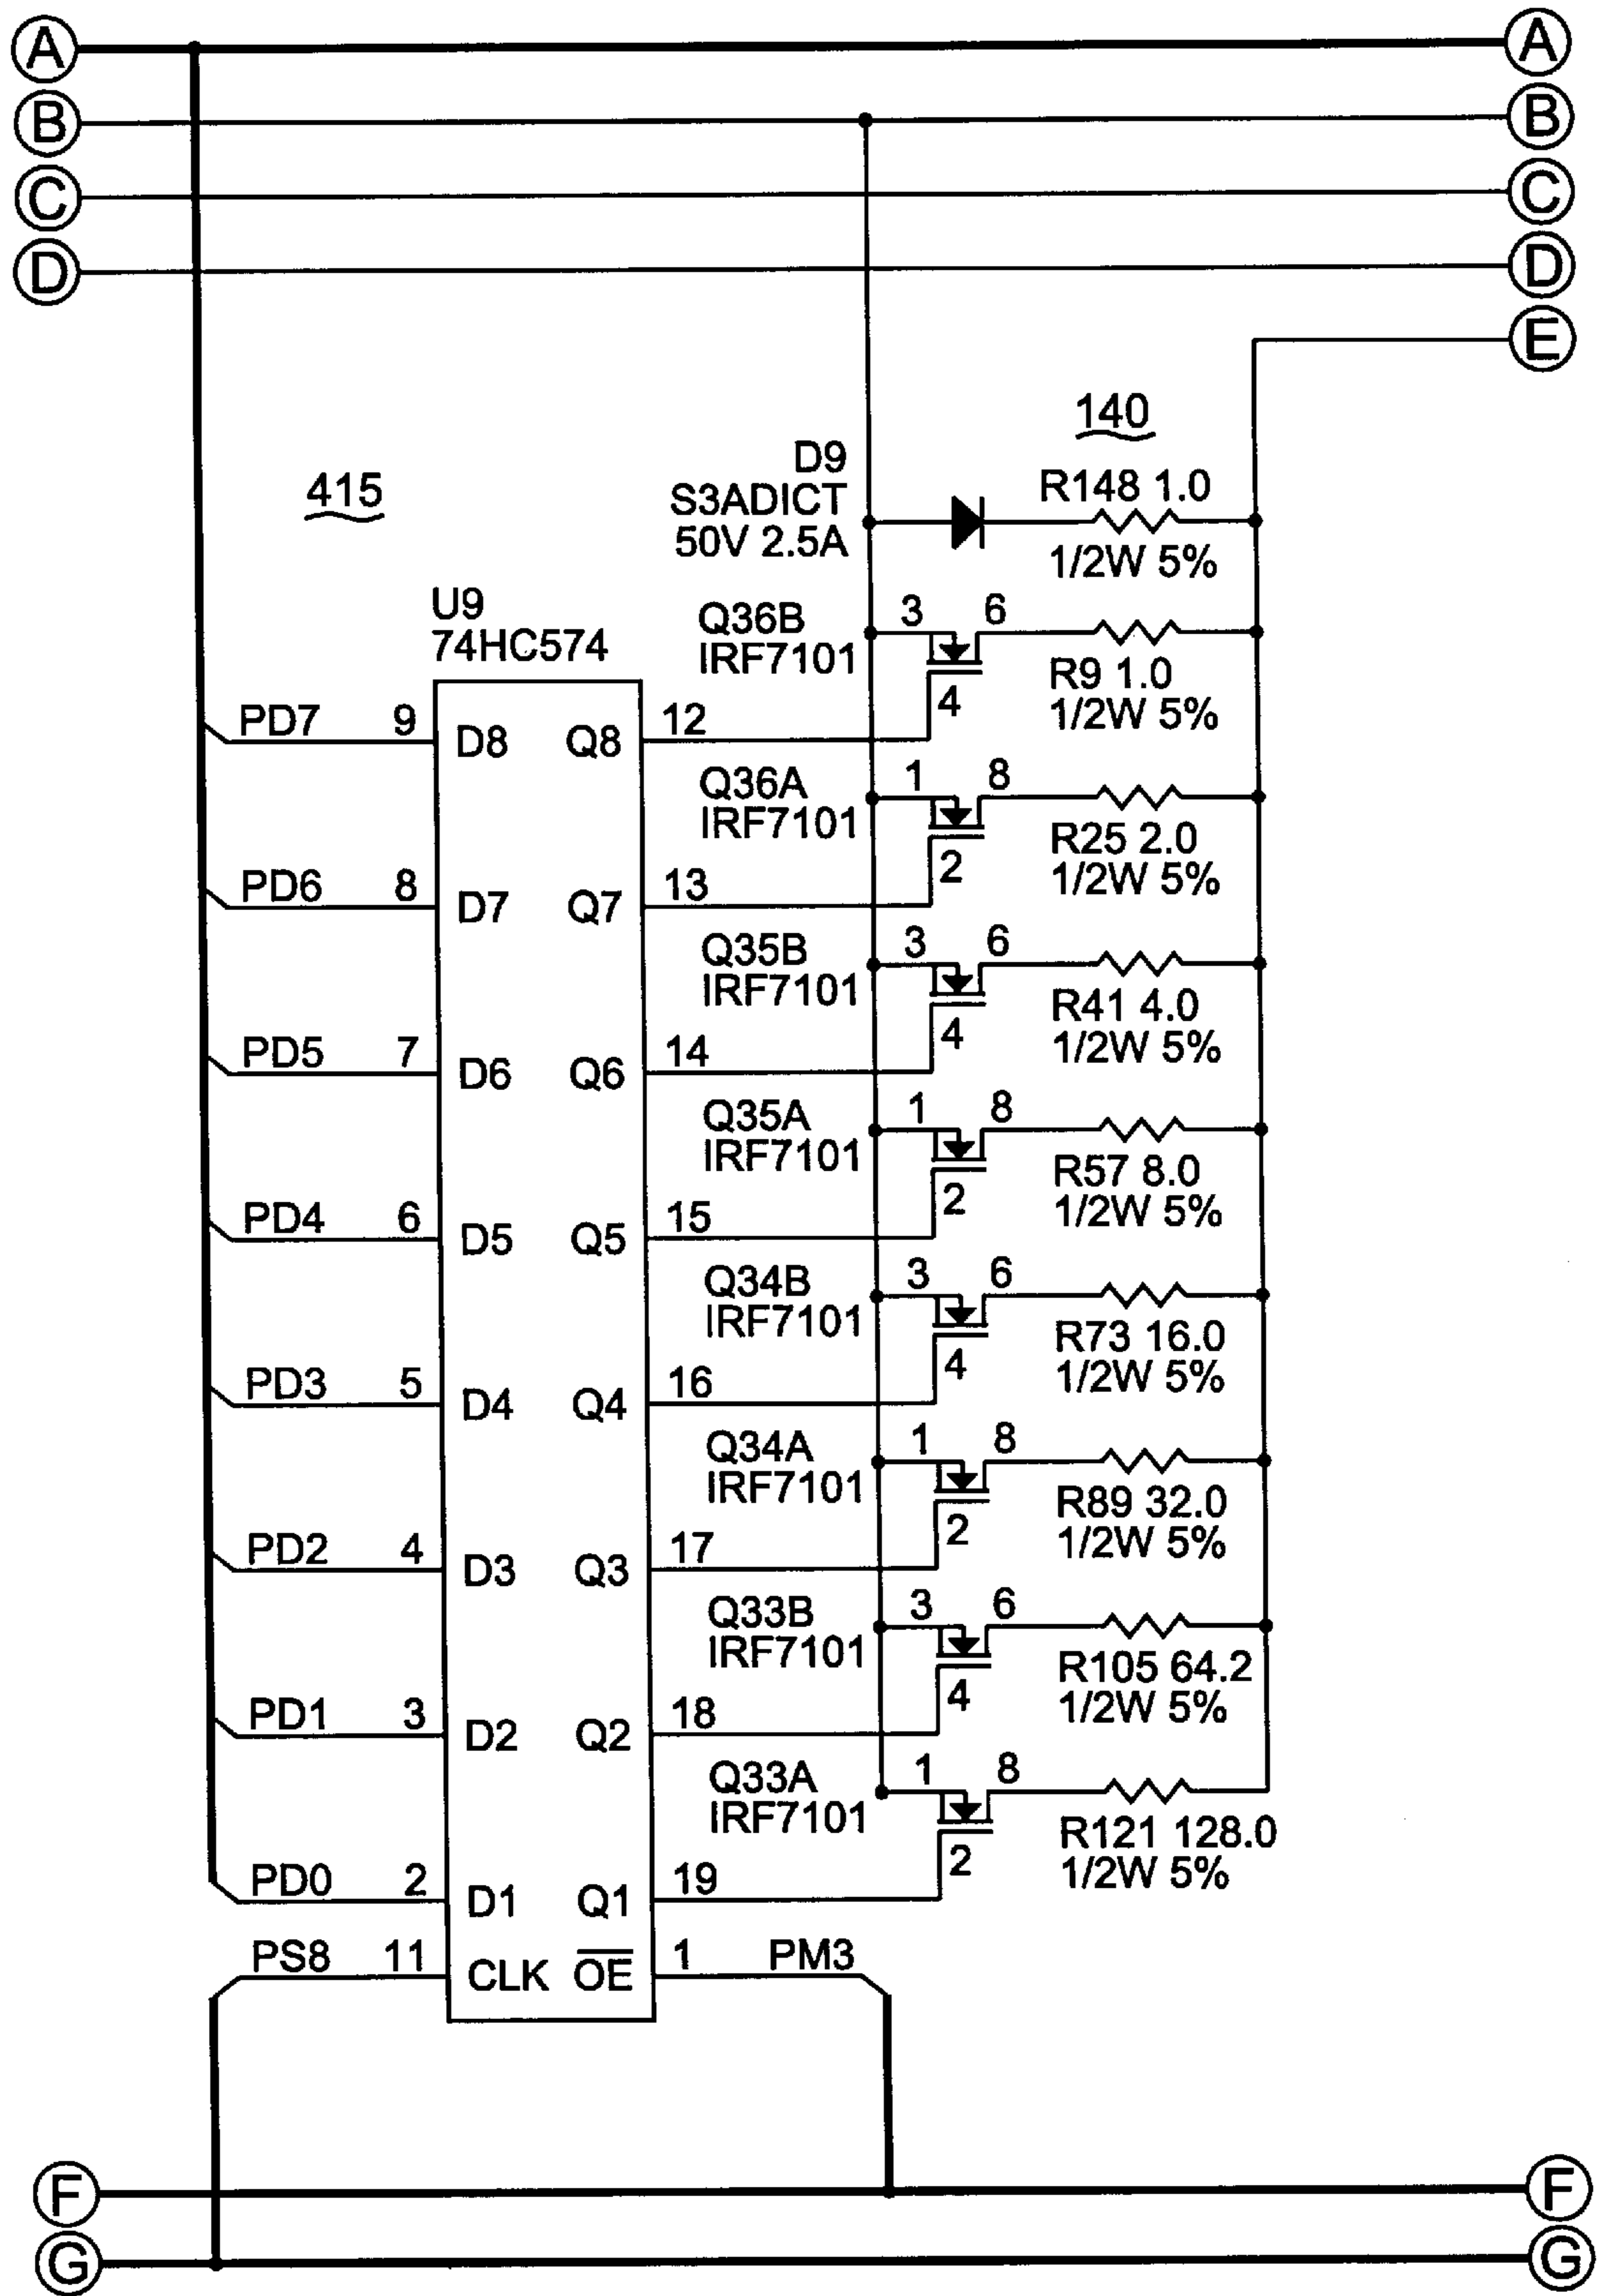 A A
B B
C C
D D
E
140
415
D9
S3ADICT
50V 2.5A
R148 1.0
1/2W 5%
U9
74HC574
Q36B
IRF7101
3 6
4
R9 1.0
1/2W 5%
PD7 9 D8 Q8 12
Q36A
IRF7101
1 8
2
R25 2.0
1/2W 5%
PD6 8 D7 Q7 13
Q35B
IRF7101
3 6
4
R41 4.0
1/2W 5%
PD5 7 D6 Q6 14
Q35A
IRF7101
1 8
2
R57 8.0
1/2W 5%
PD4 6 D5 Q5 15
Q34B
IRF7101
3 6
4
R73 16.0
1/2W 5%
PD3 5 D4 Q4 16
Q34A
IRF7101
1 8
2
R89 32.0
1/2W 5%
PD2 4 D3 Q3 17
Q33B
IRF7101
3 6
4
R105 64.2
1/2W 5%
PD1 3 D2 Q2 18
Q33A
IRF7101
1 8
2
R121 128.0
1/2W 5%
PD0 2 D1 Q1 19
PS8 11 CLK OE 1 PM3
F F
G G